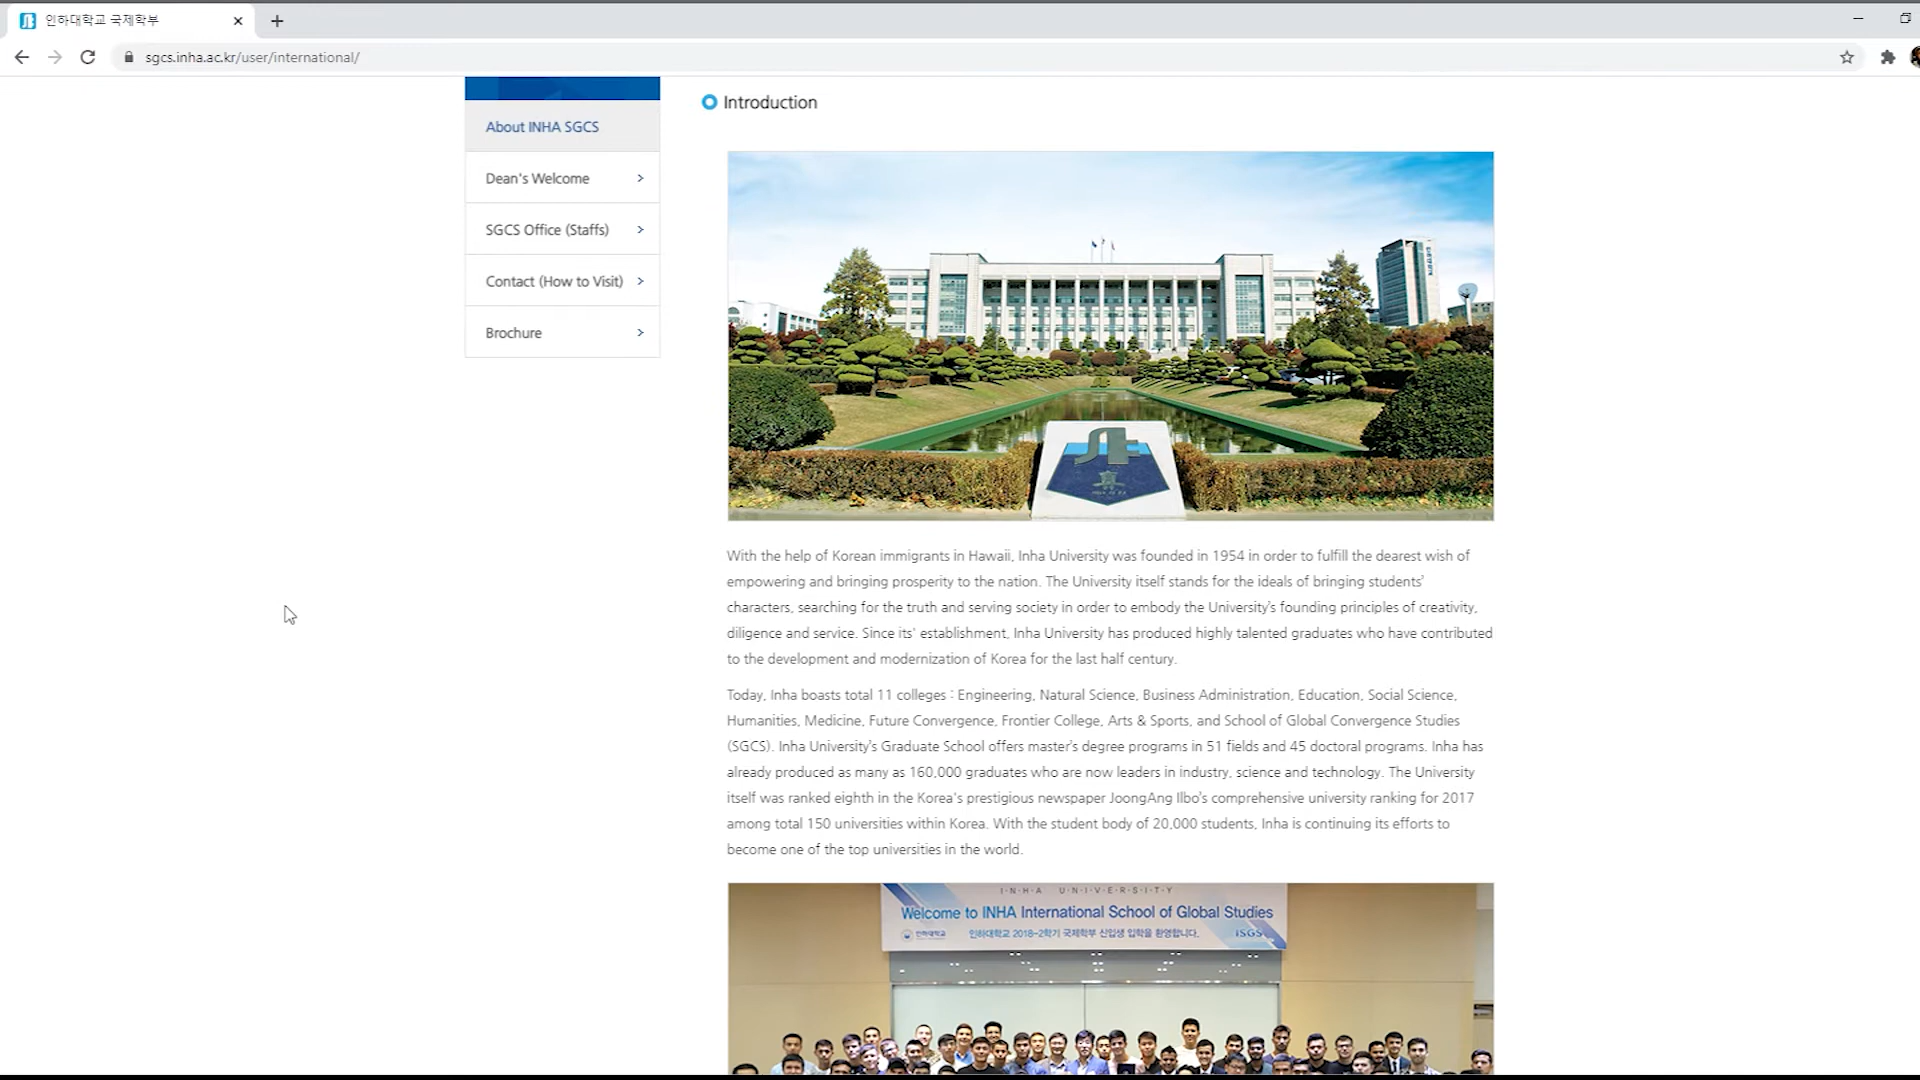 인하대학교 국제학부
sgcs.inha.ac.kr/user/international/
About INHA SGCS
Dean's Welcome
SGCS Office (Staffs)
Contact (How to Visit)
Brochure
Introduction
With the help of Korean immigrants in Hawaii, Inha University was founded in 1954 in order to fulfill the dearest wish of
empowering and bringing prosperity to the nation. The University itself stands for the ideals of bringing students'
characters, searching for the truth and serving society in order to embody the University's founding principles of creativity,
diligence and service. Since its' establishment, Inha University has produced highly talented graduates who have contributed
to the development and modernization of Korea for the last half century.
Today, Inha boasts total 11 colleges : Engineering, Natural Science, Business Administration, Education, Social Science,
Humanities, Medicine, Future Convergence, Frontier College, Arts & Sports, and School of Global Convergence Studies
(SGCS). Inha University's Graduate School offers master's degree programs in 51 fields and 45 doctoral programs. Inha has
already produced as many as 160,000 graduates who are now leaders in industry, science and technology. The University
itself was ranked eighth in the Korea's prestigious newspaper JoongAng Ilbo's comprehensive university ranking for 2017
among total 150 universities within Korea. With the student body of 20,000 students, Inha is continuing its efforts to
become one of the top universities in the world.
I·N·H·A U·N·I·V·E·R·S·I·T·Y
Welcome to INHA International School of Global Studies
인하대학교 인하대학교 2018-2학기 국제학부 신입생 입학을 환영합니다. ISGS